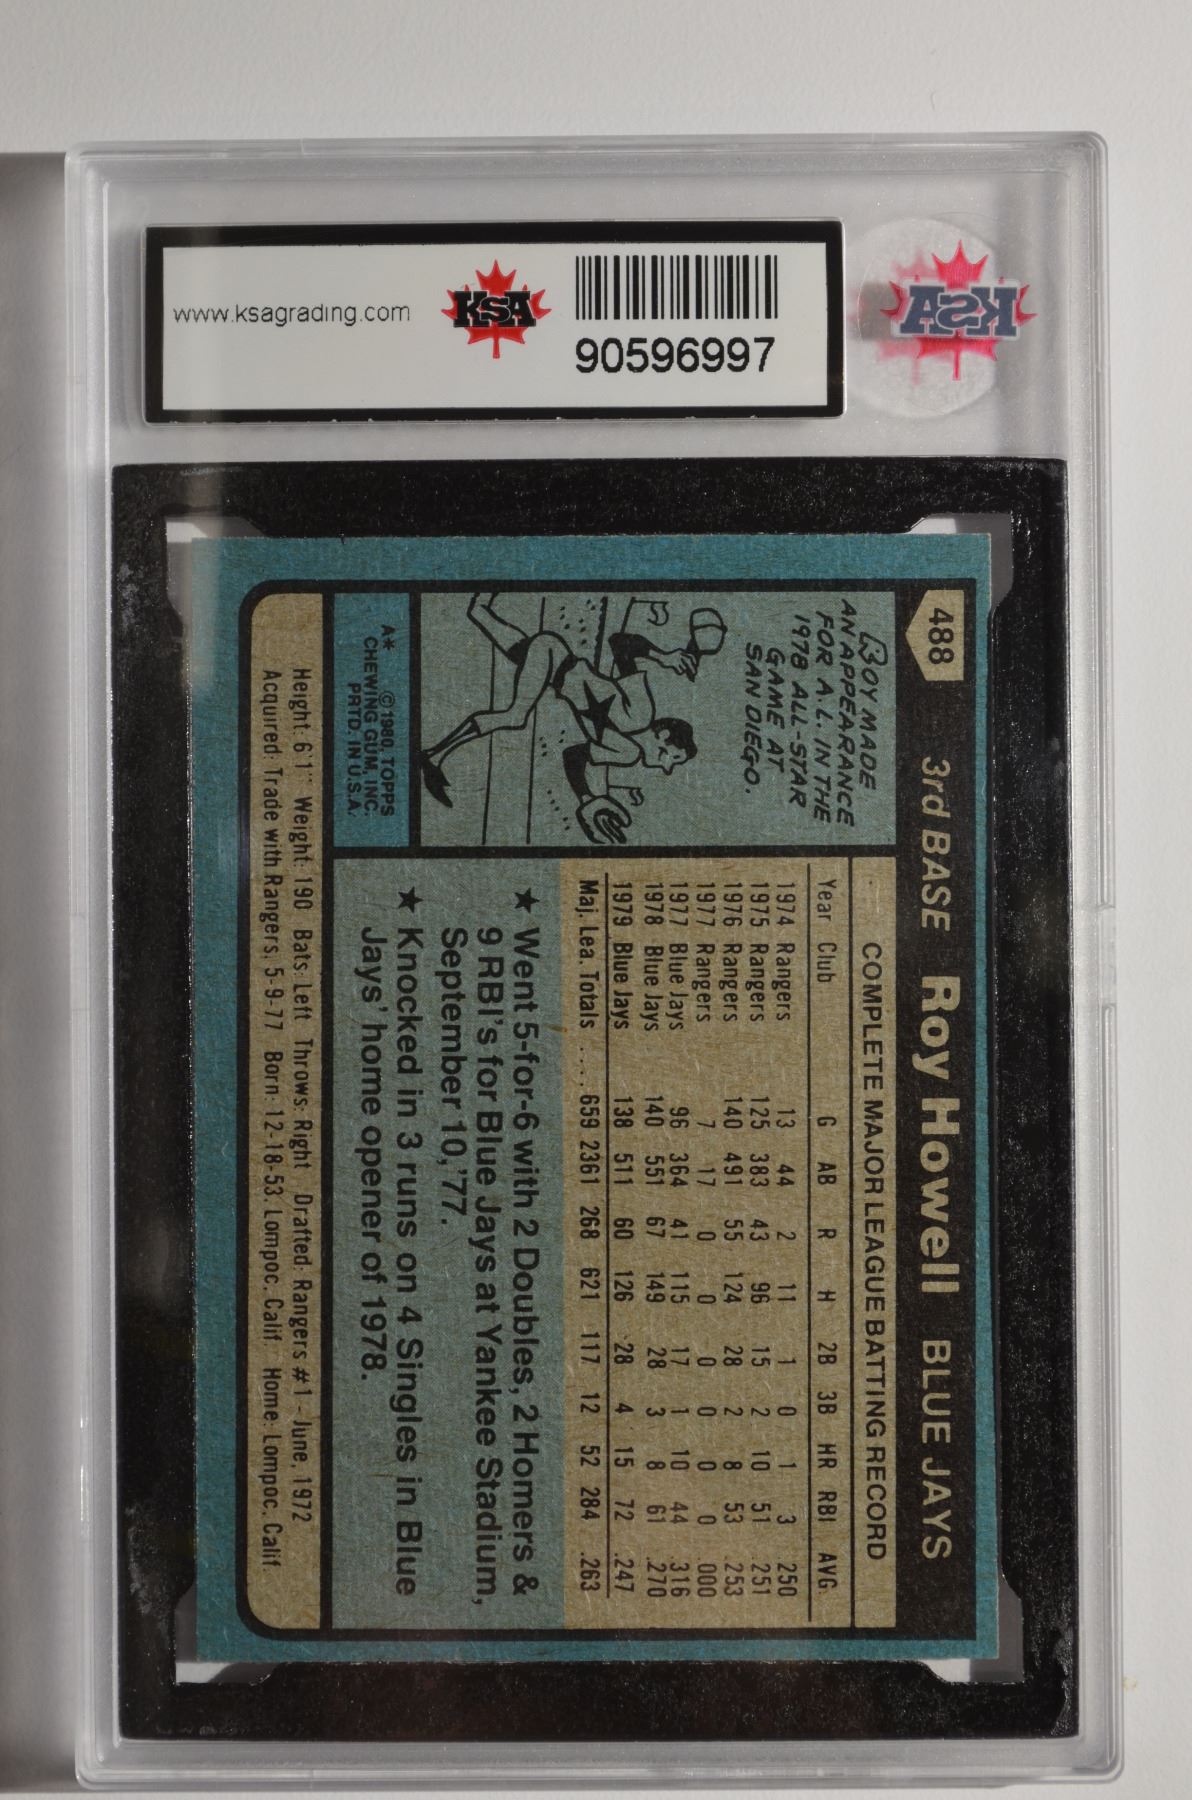 www.ksagrading.com
KSA
90596997
KSA
488
3rd BASE Roy Howell BLUE JAYS
ROY MADE
AN APPEARANCE
FOR A.L. IN THE
1978 ALL-STAR
GAME AT
SAN DIEGO.
A* ©1980, TOPPS
CHEWING GUM, INC.
PRTD. IN U.S.A.
COMPLETE MAJOR LEAGUE BATTING RECORD
Year Club G AB R H 2B 3B HR RBI AVG.
1974 Rangers 13 44 2 11 1 0 1 3 .250
1975 Rangers 125 383 43 96 15 2 10 51 .251
1976 Rangers 140 491 55 124 28 2 8 53 .253
1977 Rangers 7 17 0 0 0 0 0 0 .000
1977 Blue Jays 96 364 41 115 17 1 10 44 .316
1978 Blue Jays 140 551 67 149 28 3 8 61 .270
1979 Blue Jays 138 511 60 126 28 4 15 72 .247
Maj. Lea. Totals .... 659 2361 268 621 117 12 52 284 .263
★ Went 5-for-6 with 2 Doubles, 2 Homers &
9 RBI's for Blue Jays at Yankee Stadium,
September 10, '77.
★ Knocked in 3 runs on 4 Singles in Blue
Jays' home opener of 1978.
Height: 6'1" Weight: 190 Bats: Left Throws: Right Drafted: Rangers #1 - June, 1972
Acquired: Trade with Rangers, 5-9-77 Born: 12-18-53, Lompoc, Calif. Home: Lompoc, Calif.